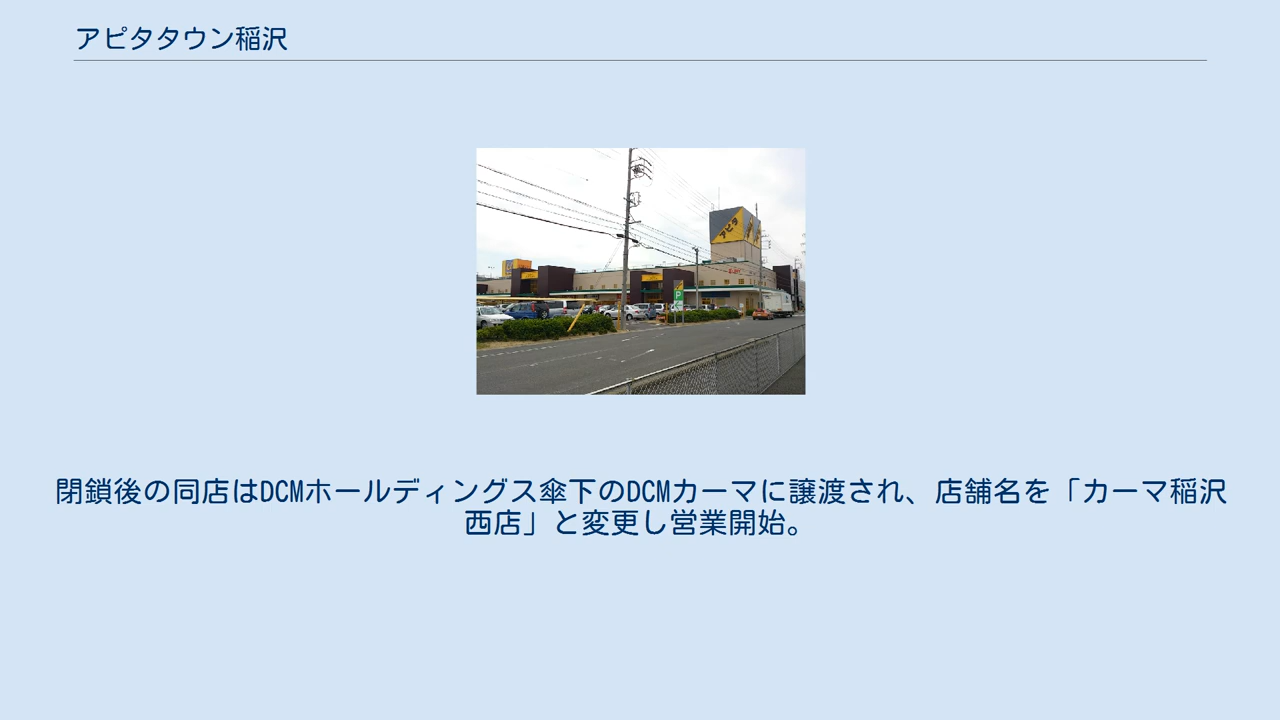 アピタタウン稲沢
アピタ
P
閉鎖後の同店はDCMホールディングス傘下のDCMカーマに譲渡され、店舗名を「カーマ稲沢
西店」と変更し営業開始。